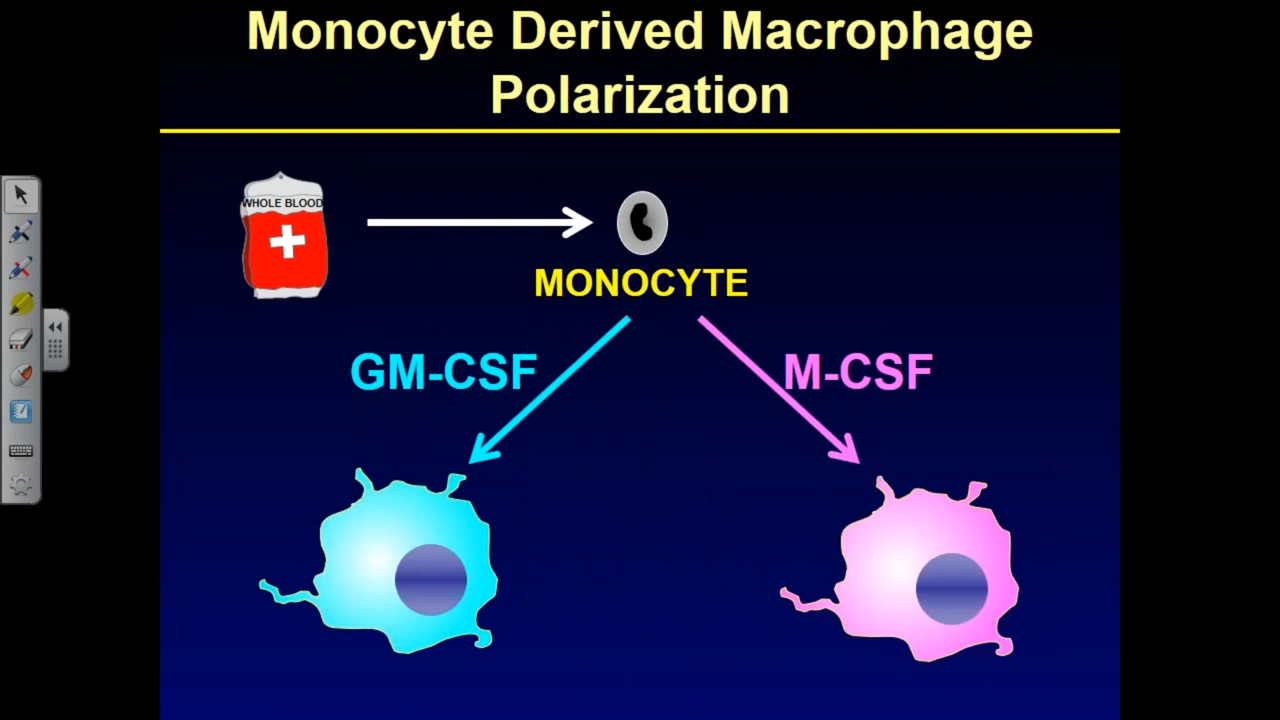 Monocyte Derived Macrophage
Polarization
WHOLE BLOOD
MONOCYTE
GM-CSF
M-CSF